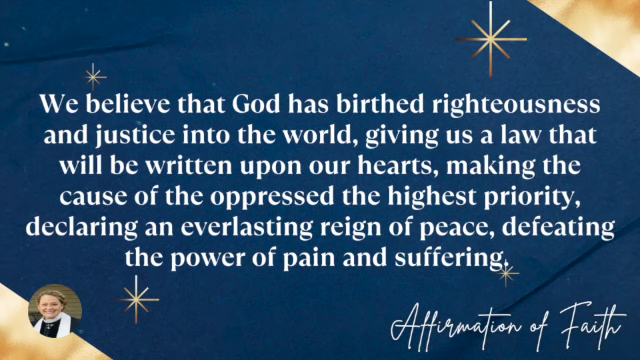 We believe that God has birthed righteousness
and justice into the world, giving us a law that
will be written upon our hearts, making the
cause of the oppressed the highest priority,
declaring an everlasting reign of peace, defeating
the power of pain and suffering.
Affirmation of Faith